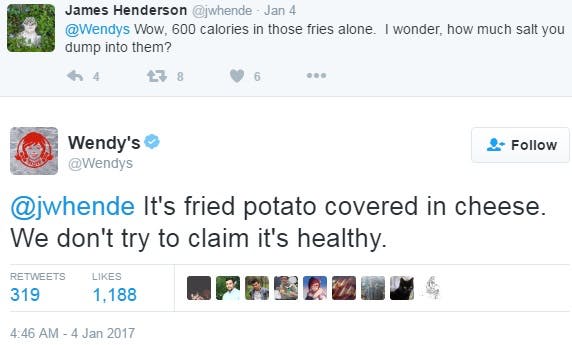 James Henderson @jwhende · Jan 4
@Wendys Wow, 600 calories in those fries alone.  I wonder, how much salt you
dump into them?
4 8 6
Wendy's
@Wendys
Follow
@jwhende It's fried potato covered in cheese.
We don't try to claim it's healthy.
RETWEETS LIKES
319 1,188
4:46 AM - 4 Jan 2017